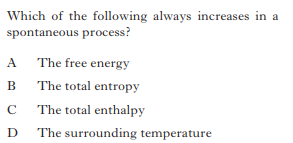 Which of the following always increases in a
spontaneous process?
A The free energy
B The total entropy
C The total enthalpy
D The surrounding temperature